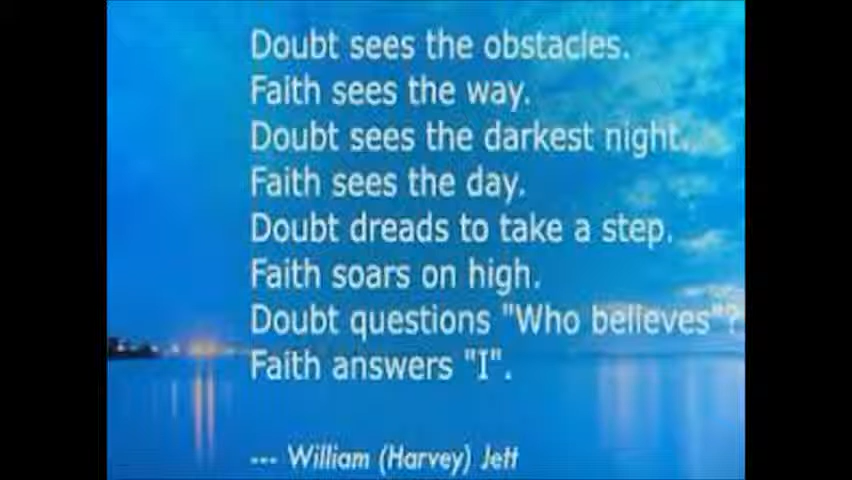 Doubt sees the obstacles.
Faith sees the way.
Doubt sees the darkest night.
Faith sees the day.
Doubt dreads to take a step.
Faith soars on high.
Doubt questions "Who believes"?
Faith answers "I".
--- William (Harvey) Jett